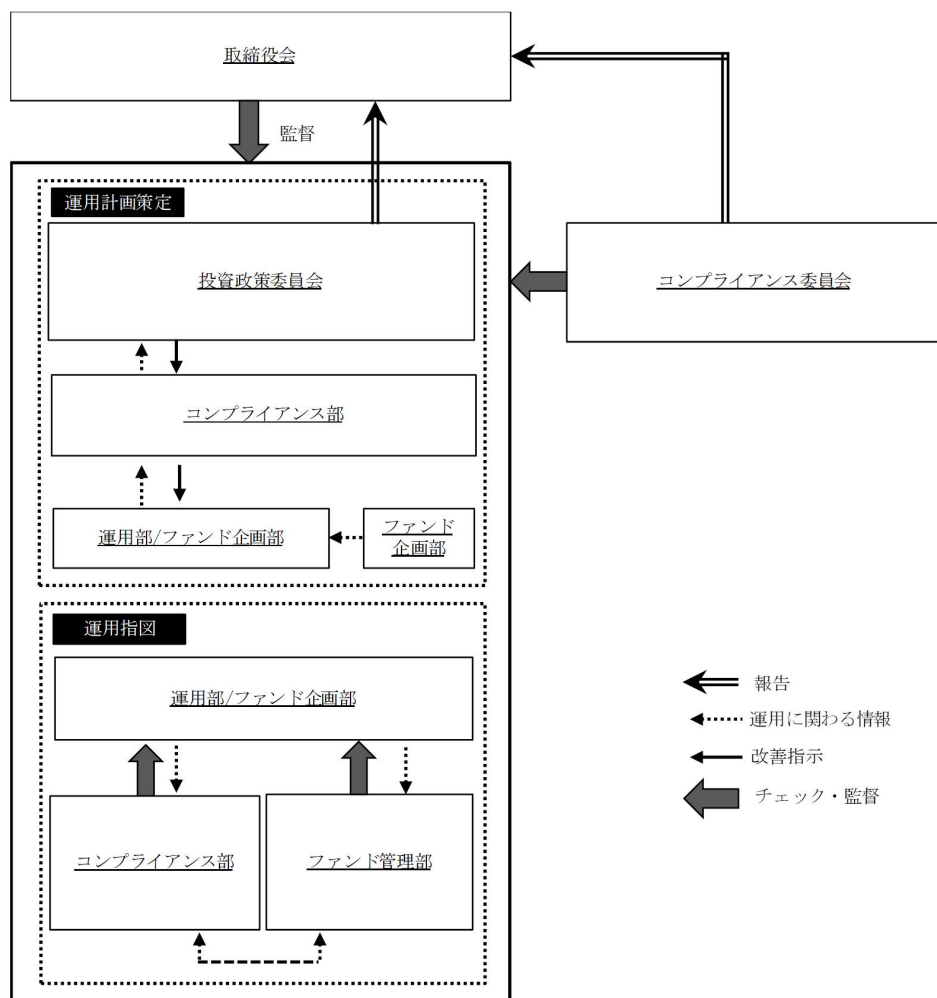 取締役会
監督
運用計画策定
投資政策委員会
コンプライアンス委員会
コンプライアンス部
運用部/ファンド企画部
ファンド
企画部
運用指図
運用部/ファンド企画部
コンプライアンス部
ファンド管理部
報告
運用に関わる情報
改善指示
チェック・監督